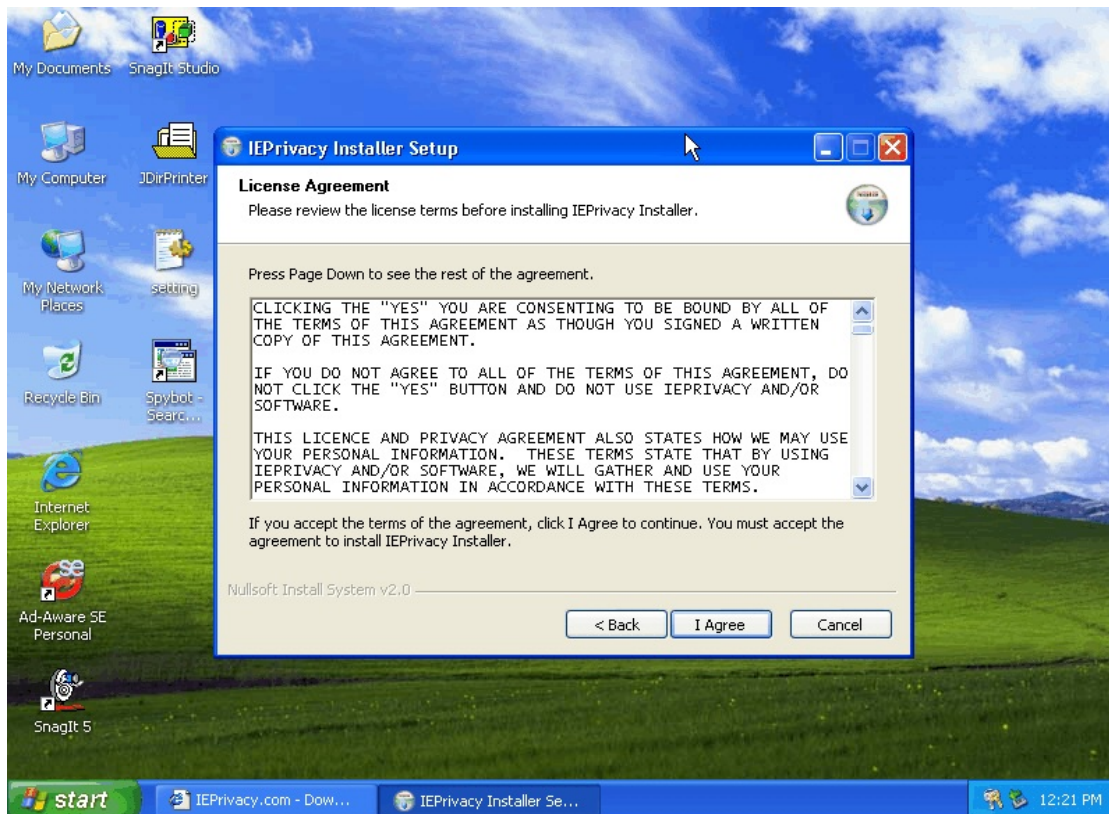 My Documents
SnagIt Studio
My Computer
JDirPrinter
My Network
Places
setting
Recycle Bin
Spybot -
Searc...
Internet
Explorer
Ad-Aware SE
Personal
SnagIt 5
IEPrivacy Installer Setup
License Agreement
Please review the license terms before installing IEPrivacy Installer.
Press Page Down to see the rest of the agreement.
CLICKING THE "YES" YOU ARE CONSENTING TO BE BOUND BY ALL OF
THE TERMS OF THIS AGREEMENT AS THOUGH YOU SIGNED A WRITTEN
COPY OF THIS AGREEMENT.
IF YOU DO NOT AGREE TO ALL OF THE TERMS OF THIS AGREEMENT, DO
NOT CLICK THE "YES" BUTTON AND DO NOT USE IEPRIVACY AND/OR
SOFTWARE.
THIS LICENCE AND PRIVACY AGREEMENT ALSO STATES HOW WE MAY USE
YOUR PERSONAL INFORMATION.  THESE TERMS STATE THAT BY USING
IEPRIVACY AND/OR SOFTWARE, WE WILL GATHER AND USE YOUR
PERSONAL INFORMATION IN ACCORDANCE WITH THESE TERMS.
If you accept the terms of the agreement, click I Agree to continue. You must accept the
agreement to install IEPrivacy Installer.
Nullsoft Install System v2.0
< Back
I Agree
Cancel
start
IEPrivacy.com - Dow...
IEPrivacy Installer Se...
12:21 PM